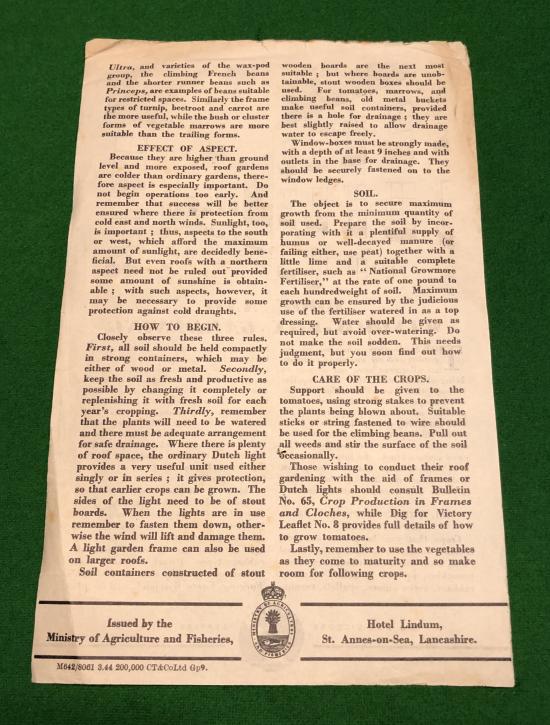 Ultra, and varieties of the wax-pod
group, the climbing French beans
and the shorter runner beans such as
Princeps, are examples of beans suitable
for restricted spaces. Similarly the frame
types of turnip, beetroot and carrot are
the more useful, while the bush or cluster
forms of vegetable marrows are more
suitable than the trailing forms.
EFFECT OF ASPECT.
Because they are higher than ground
level and more exposed, roof gardens
are colder than ordinary gardens, there-
fore aspect is especially important. Do
not begin operations too early. And
remember that success will be better
ensured where there is protection from
cold east and north winds. Sunlight, too,
is important ; thus, aspects to the south
or west, which afford the maximum
amount of sunlight, are decidedly bene-
ficial. But even roofs with a northern
aspect need not be ruled out provided
some amount of sunshine is obtain-
able ; with such aspects, however, it
may be necessary to provide some
protection against cold draughts.
HOW TO BEGIN.
Closely observe these three rules.
First, all soil should be held compactly
in strong containers, which may be
either of wood or metal. Secondly,
keep the soil as fresh and productive as
possible by changing it completely or
replenishing it with fresh soil for each
year's cropping. Thirdly, remember
that the plants will need to be watered
and there must be adequate arrangement
for safe drainage. Where there is plenty
of roof space, the ordinary Dutch light
provides a very useful unit used either
singly or in series ; it gives protection,
so that earlier crops can be grown. The
sides of the light need to be of stout
boards. When the lights are in use
remember to fasten them down, other-
wise the wind will lift and damage them.
A light garden frame can also be used
on larger roofs.
Soil containers constructed of stout
wooden boards are the next most
suitable ; but where boards are unob-
tainable, stout wooden boxes should be
used. For tomatoes, marrows, and
climbing beans, old metal buckets
make useful soil containers, provided
there is a hole for drainage ; they are
best slightly raised to allow drainage
water to escape freely.
Window-boxes must be strongly made,
with a depth of at least 9 inches and with
outlets in the base for drainage. They
should be securely fastened on to the
window ledges.
SOIL.
The object is to secure maximum
growth from the minimum quantity of
soil used. Prepare the soil by incor-
porating with it a plentiful supply of
humus or well-decayed manure (or
failing either, use peat) together with a
little lime and a suitable complete
fertiliser, such as "National Growmore
Fertiliser," at the rate of one pound to
each hundredweight of soil. Maximum
growth can be ensured by the judicious
use of the fertiliser watered in as a top
dressing. Water should be given as
required, but avoid over-watering. Do
not make the soil sodden. This needs
judgment, but you soon find out how
to do it properly.
CARE OF THE CROPS.
Support should be given to the
tomatoes, using strong stakes to prevent
the plants being blown about. Suitable
sticks or string fastened to wire should
be used for the climbing beans. Pull out
all weeds and stir the surface of the soil
occasionally.
Those wishing to conduct their roof
gardening with the aid of frames or
Dutch lights should consult Bulletin
No. 65, Crop Production in Frames
and Cloches, while Dig for Victory
Leaflet No. 8 provides full details of how
to grow tomatoes.
Lastly, remember to use the vegetables
as they come to maturity and so make
room for following crops.
Issued by the
Ministry of Agriculture and Fisheries,
MINISTRY OF AGRICULTURE AND FISHERIES
Hotel Lindum,
St. Annes-on-Sea, Lancashire.
M642/8061 3.44 200,000 CT&CoLtd Gp9.